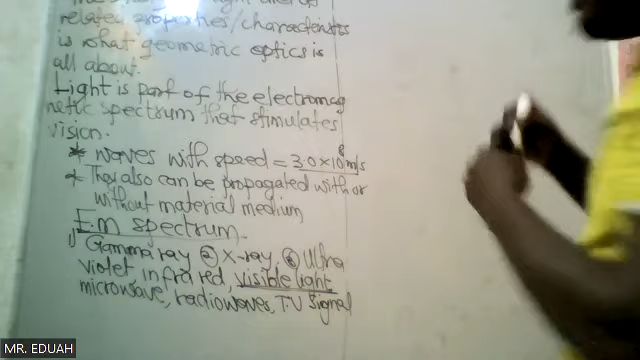 related properties/characteristics
is what geometric optics is
all about.
Light is part of the electromag
netic spectrum that stimulates
vision.
* waves with speed = 3.0 × 10⁸ m/s
* They also can be propagated with or
without material medium
E.m spectrum.
1) Gamma ray ② X-ray, ③ Ultra
violet infra red, visible light
microwave, radiowaves, TV signal
MR. EDUAH